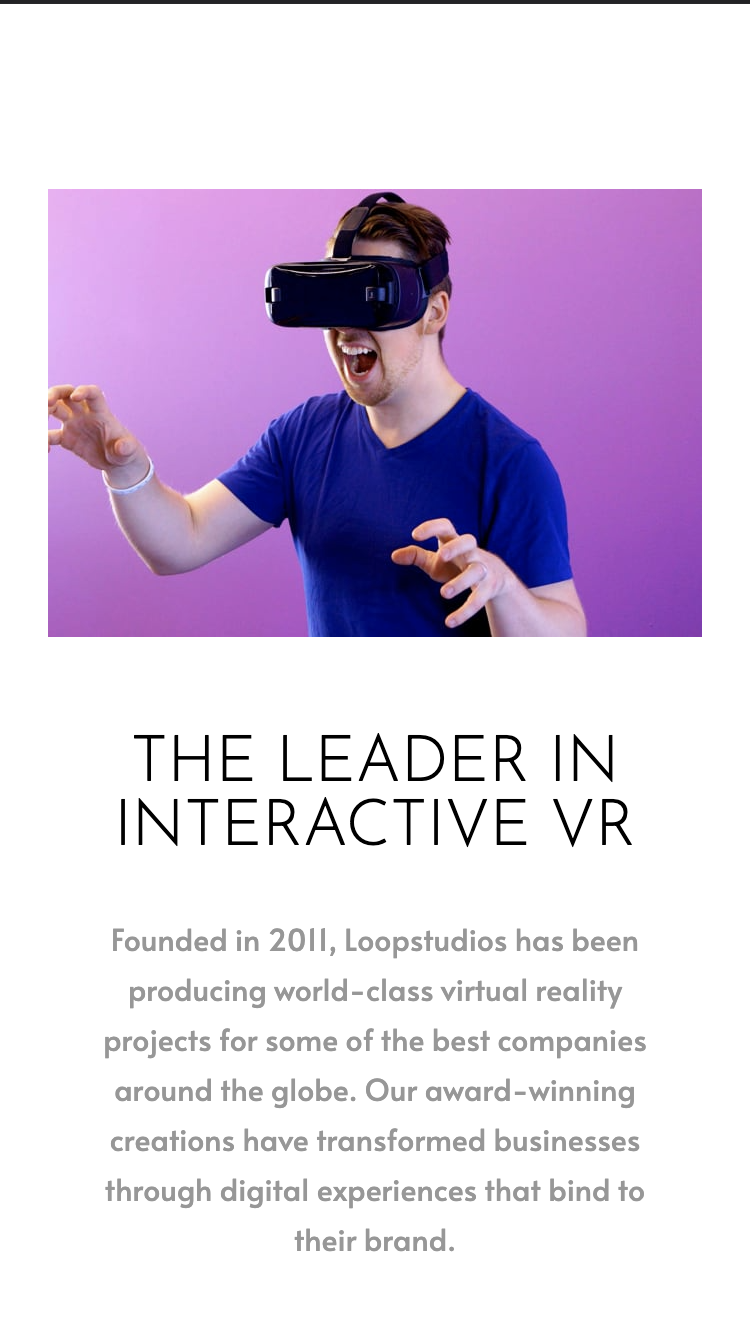 THE LEADER IN
INTERACTIVE VR
Founded in 2011, Loopstudios has been
producing world-class virtual reality
projects for some of the best companies
around the globe. Our award-winning
creations have transformed businesses
through digital experiences that bind to
their brand.